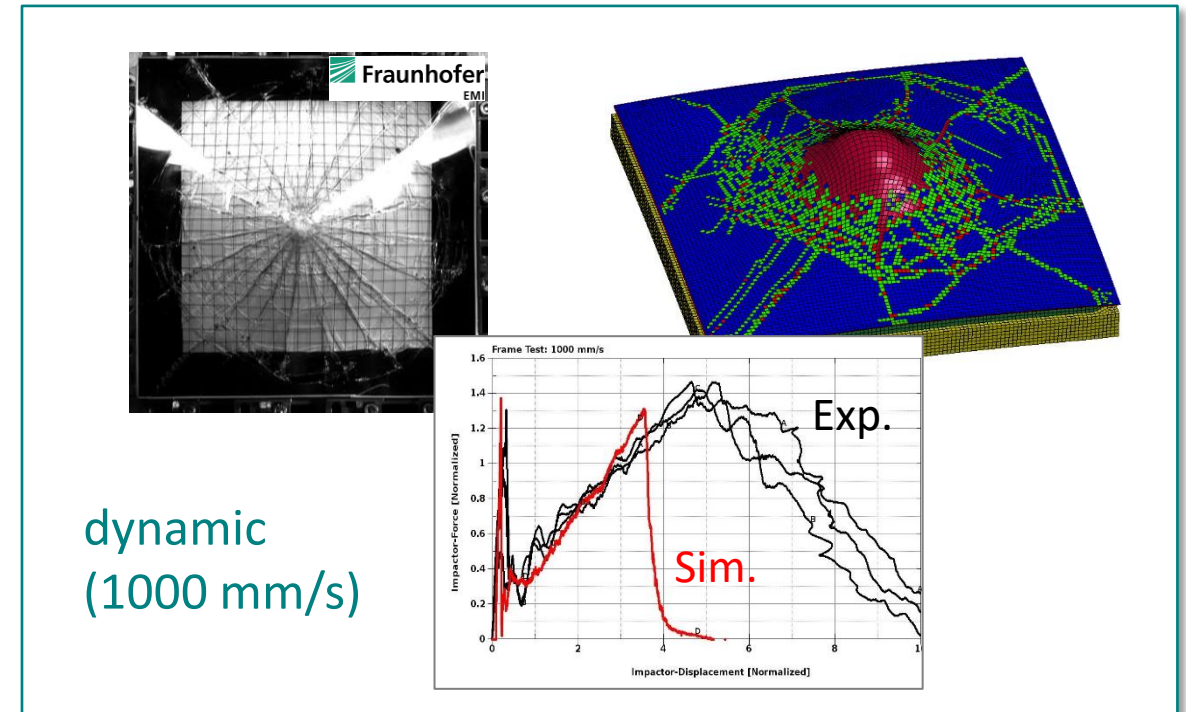 Fraunhofer
EMI
Frame Test: 1000 mm/s
1.6
1.4
1.2
1
0.8
0.6
0.4
0.2
0
Impactor-Force [Normalized]
Exp.
Sim.
C
A
B
D
0
2
4
6
8
Impactor-Displacement [Normalized]
dynamic
(1000 mm/s)